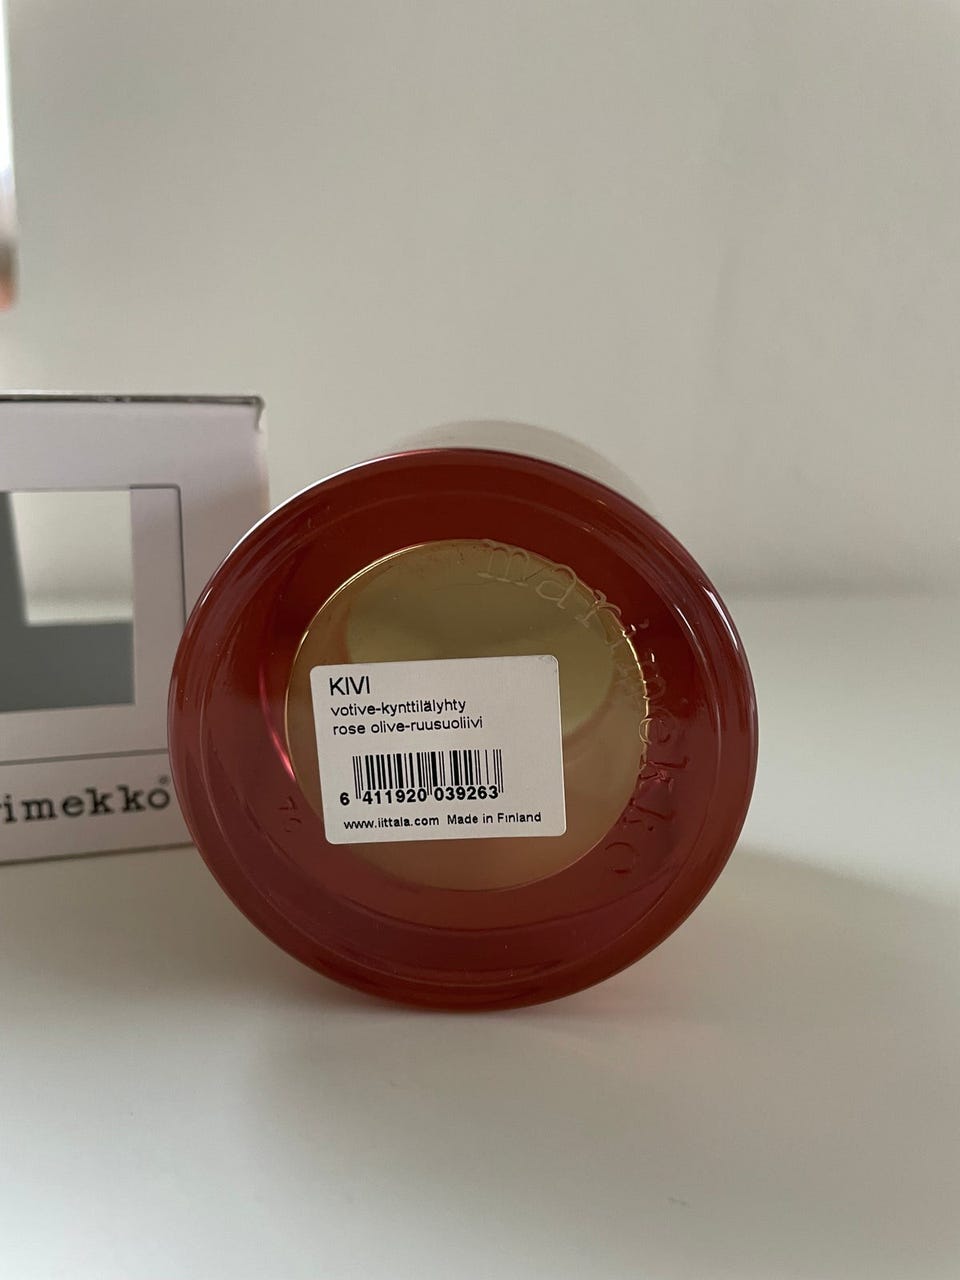 marimekko
KIVI
votive-kynttilälyhty
rose olive-ruusuoliivi
6 411920 039263
www.iittala.com Made in Finland
rimekko®